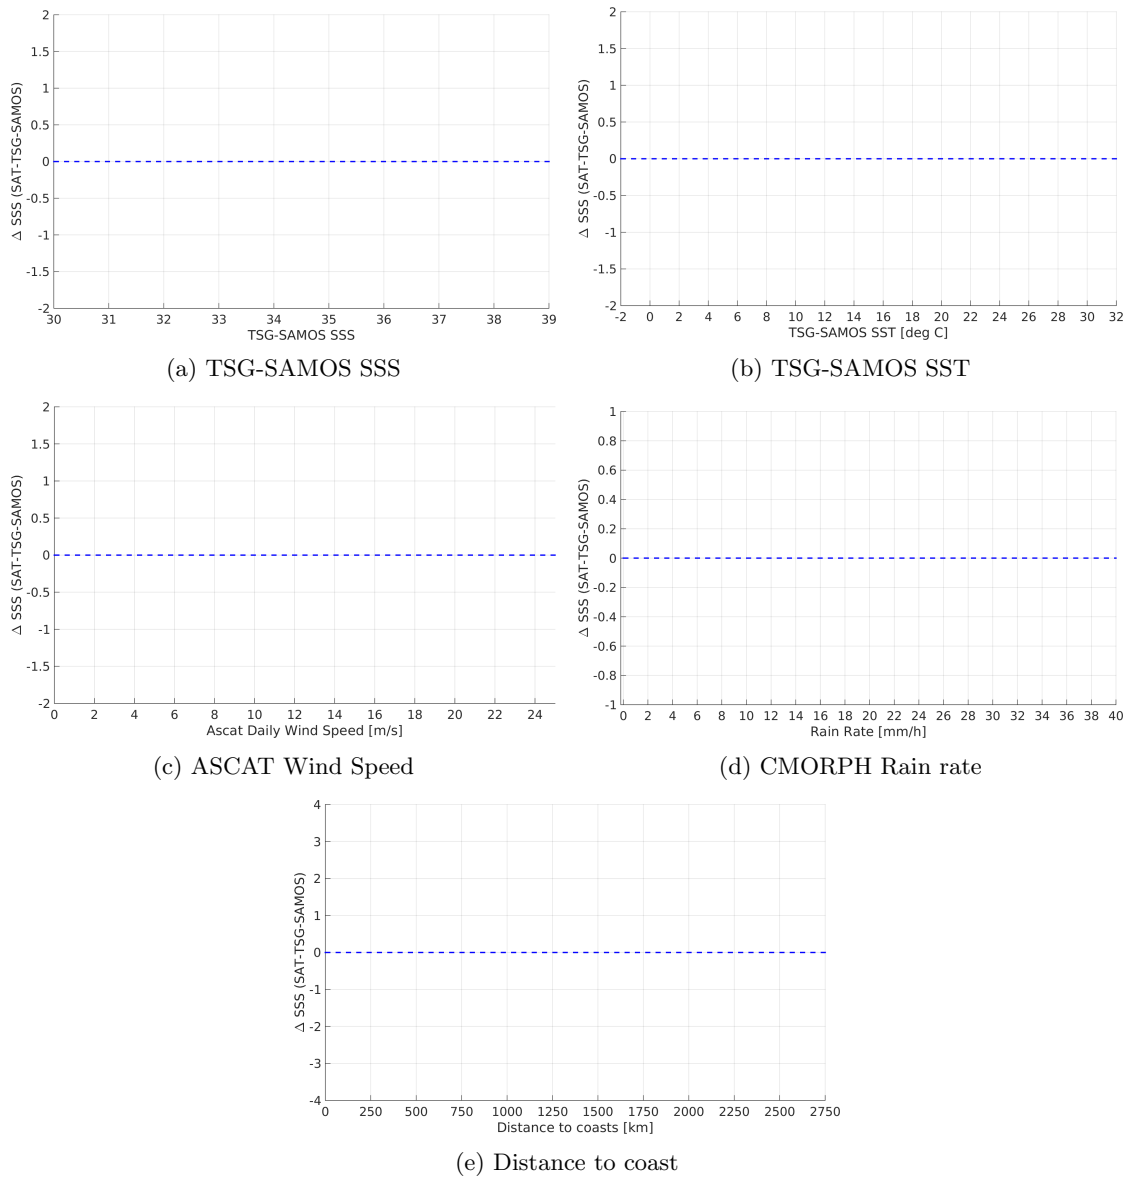 2
1.5
1
0.5
0
-0.5
-1
-1.5
-2
Δ SSS (SAT-TSG-SAMOS)
30 31 32 33 34 35 36 37 38 39
TSG-SAMOS SSS
(a) TSG-SAMOS SSS
2
1.5
1
0.5
0
-0.5
-1
-1.5
-2
Δ SSS (SAT-TSG-SAMOS)
-2 0 2 4 6 8 10 12 14 16 18 20 22 24 26 28 30 32
TSG-SAMOS SST [deg C]
(b) TSG-SAMOS SST
2
1.5
1
0.5
0
-0.5
-1
-1.5
-2
Δ SSS (SAT-TSG-SAMOS)
0 2 4 6 8 10 12 14 16 18 20 22 24
Ascat Daily Wind Speed [m/s]
(c) ASCAT Wind Speed
1
0.8
0.6
0.4
0.2
0
-0.2
-0.4
-0.6
-0.8
-1
Δ SSS (SAT-TSG-SAMOS)
0 2 4 6 8 10 12 14 16 18 20 22 24 26 28 30 32 34 36 38 40
Rain Rate [mm/h]
(d) CMORPH Rain rate
4
3
2
1
0
-1
-2
-3
-4
Δ SSS (SAT-TSG-SAMOS)
0 250 500 750 1000 1250 1500 1750 2000 2250 2500 2750
Distance to coasts [km]
(e) Distance to coast